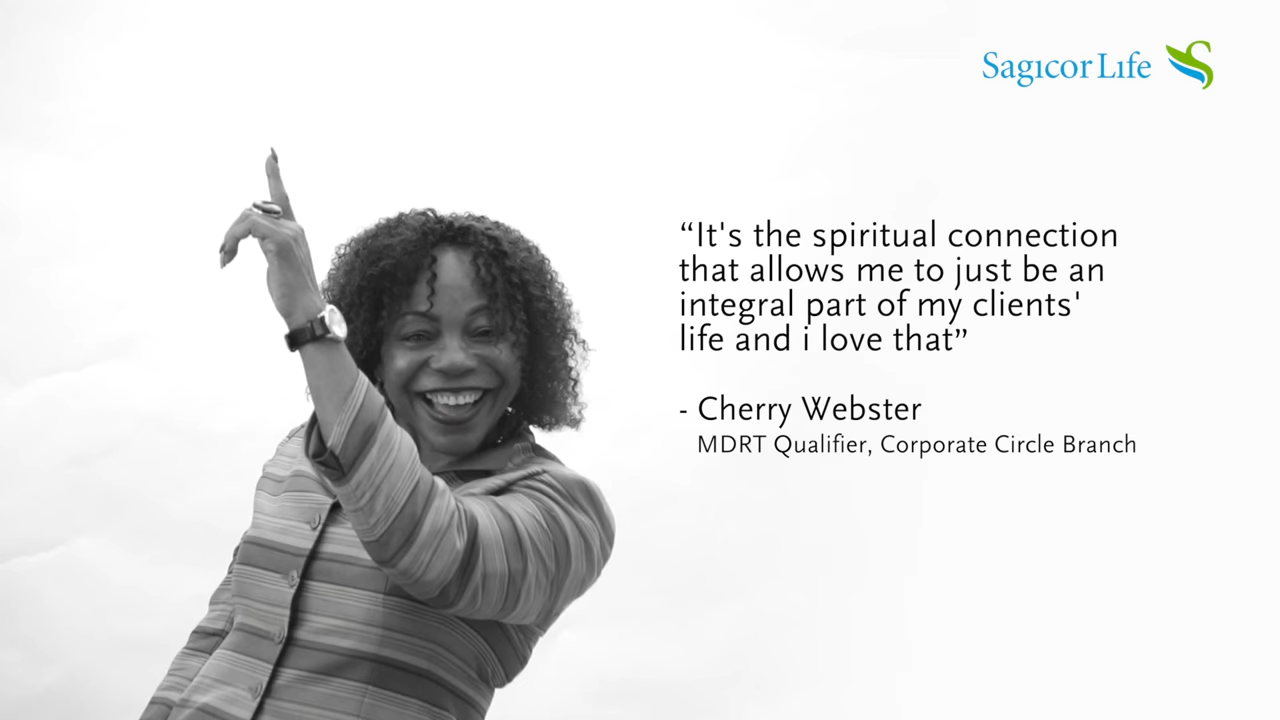 Sagicor Life
“It's the spiritual connection
that allows me to just be an
integral part of my clients'
life and i love that”
- Cherry Webster
MDRT Qualifier, Corporate Circle Branch